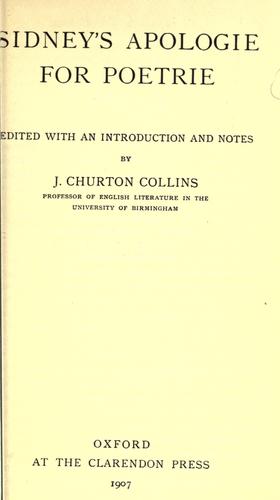 SIDNEY'S APOLOGIE
FOR POETRIE
EDITED WITH AN INTRODUCTION AND NOTES
BY
J. CHURTON COLLINS
PROFESSOR OF ENGLISH LITERATURE IN THE
UNIVERSITY OF BIRMINGHAM
OXFORD
AT THE CLARENDON PRESS
1907